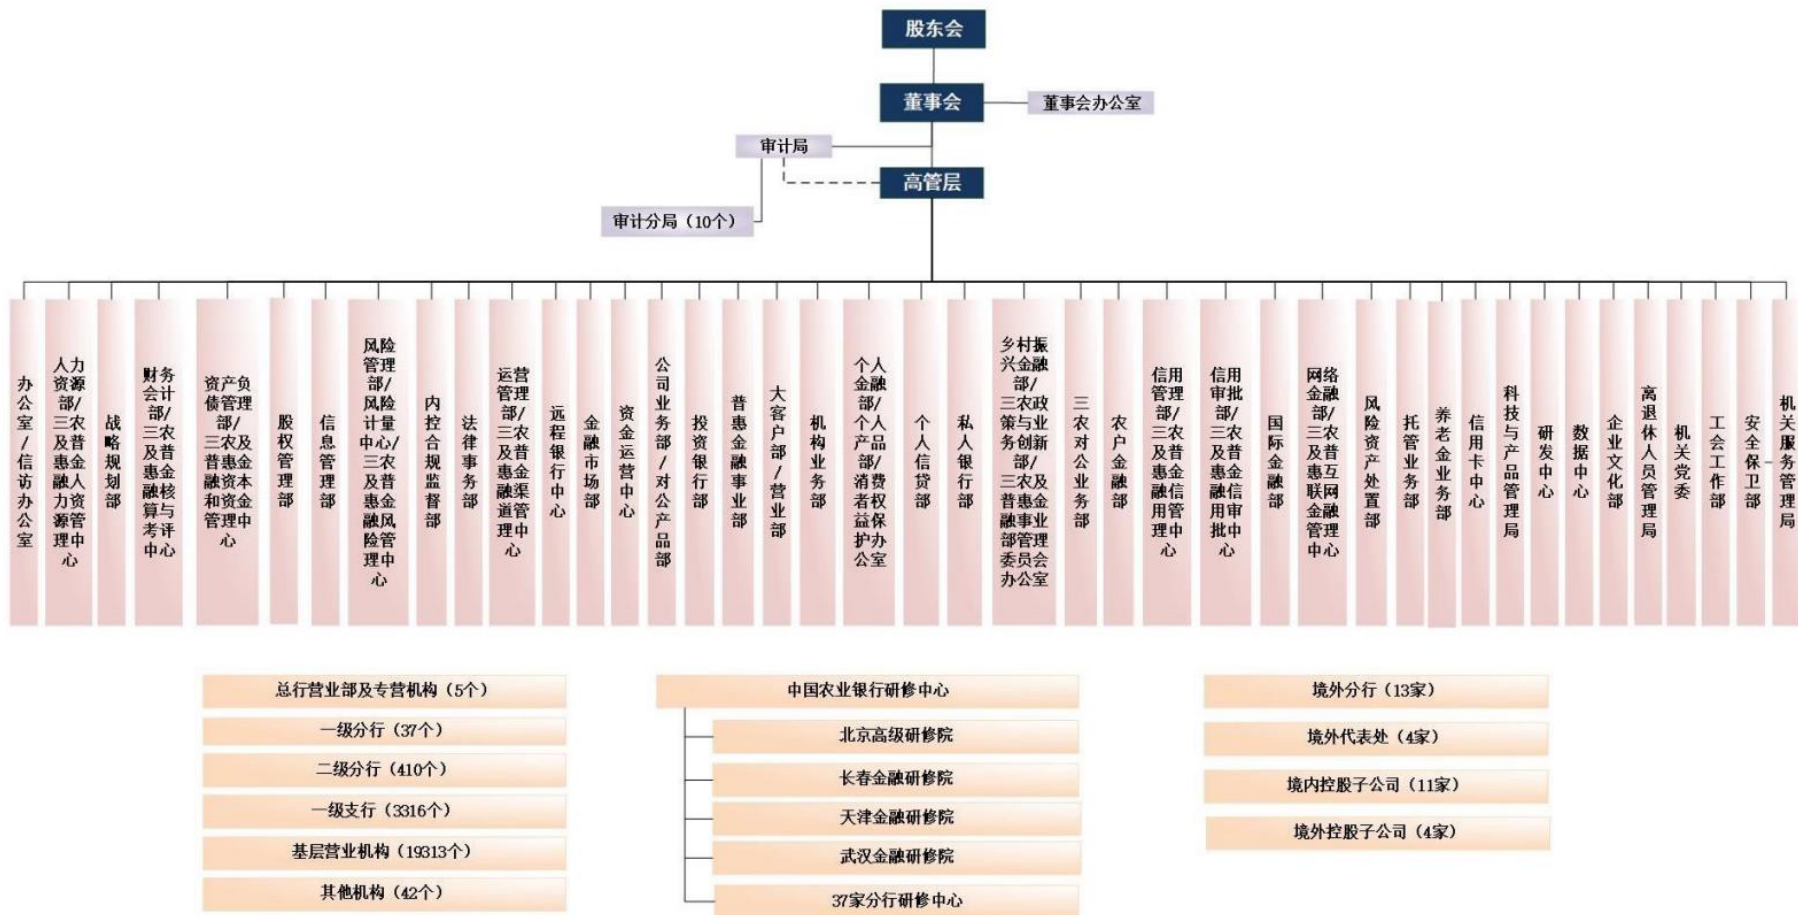 股东会
董事会
董事会办公室
审计局
高管层
审计分局（10个）
办公室/信访办公室
人力资源部/三农及普惠金融人力资源管理中心
战略规划部
财务会计部/三农及普惠金融核算与考评中心
资产负债管理部/三农及普惠金融资本和资金管理中心
股权管理部
信息管理部
风险管理部/风险计量中心/三农及普惠金融风险管理中心
内控合规监督部
法律事务部
运营管理部/三农及普惠金融渠道管理中心
远程银行中心
金融市场部
资金运营中心
公司业务部/对公产品部
投资银行部
普惠金融事业部
大客户部/营业部
机构业务部
个人金融部/个人产品部/消费者权益保护办公室
个人信贷部
私人银行部
乡村振兴金融部/三农政策与业务创新部/三农及普惠金融事业部管理委员会办公室
三农对公业务部
农户金融部
信用管理部/三农及普惠金融信用管理中心
信用审批部/三农及普惠金融信用审批中心
国际金融部
网络金融部/三农及普惠互联网金融管理中心
风险资产处置部
托管业务部
养老金业务部
信用卡中心
科技与产品管理局
研发中心
数据中心
企业文化部
离退休人员管理局
机关党委
工会工作部
安全保卫部
机关服务管理局
总行营业部及专营机构（5个）
一级分行（37个）
二级分行（410个）
一级支行（3316个）
基层营业机构（19313个）
其他机构（42个）
中国农业银行研修中心
北京高级研修院
长春金融研修院
天津金融研修院
武汉金融研修院
37家分行研修中心
境外分行（13家）
境外代表处（4家）
境内控股子公司（11家）
境外控股子公司（4家）